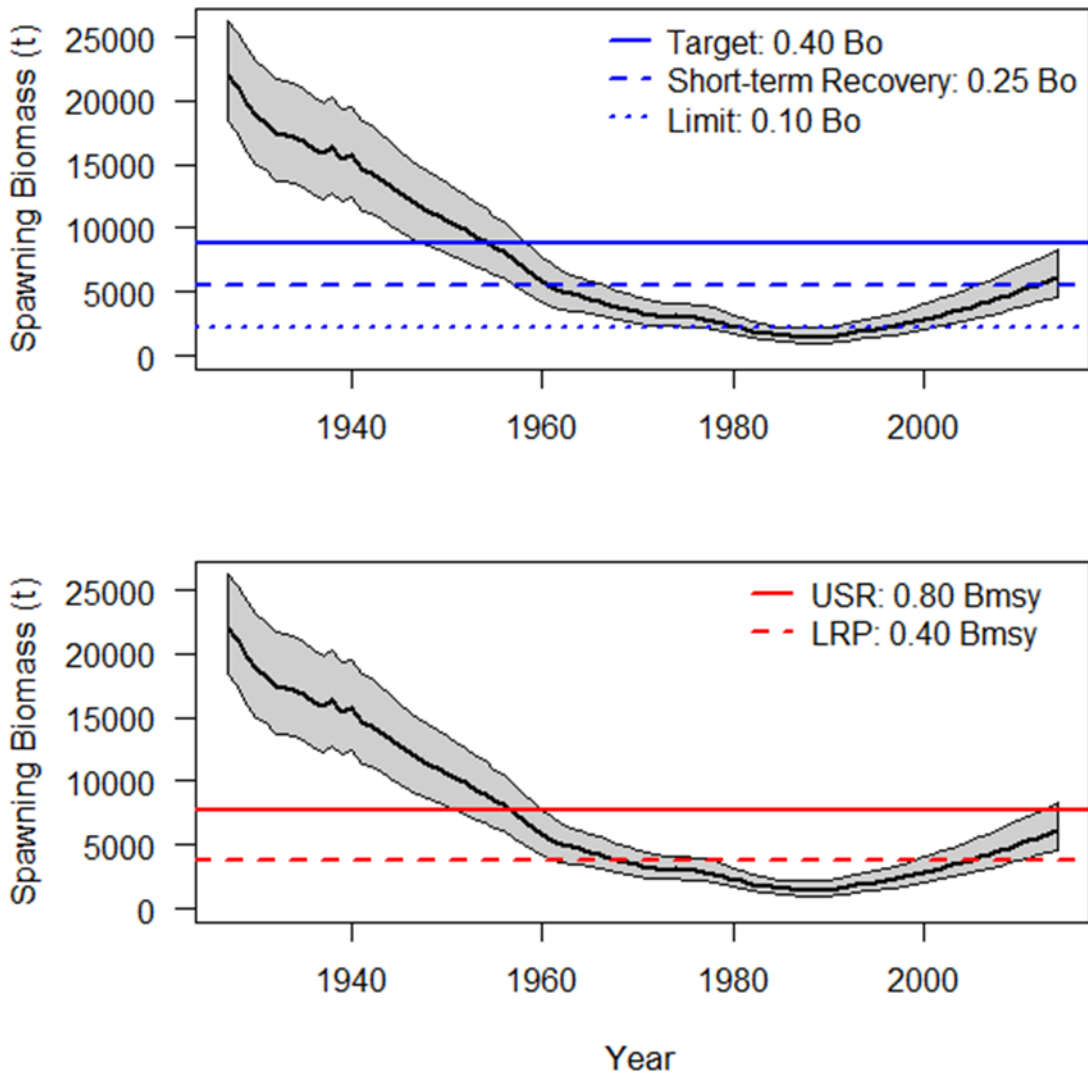 Spawning Biomass (t)
25000
20000
15000
10000
5000
0
Target: 0.40 Bo
Short-term Recovery: 0.25 Bo
Limit: 0.10 Bo
1940 1960 1980 2000
Spawning Biomass (t)
25000
20000
15000
10000
5000
0
USR: 0.80 Bmsy
LRP: 0.40 Bmsy
1940 1960 1980 2000
Year